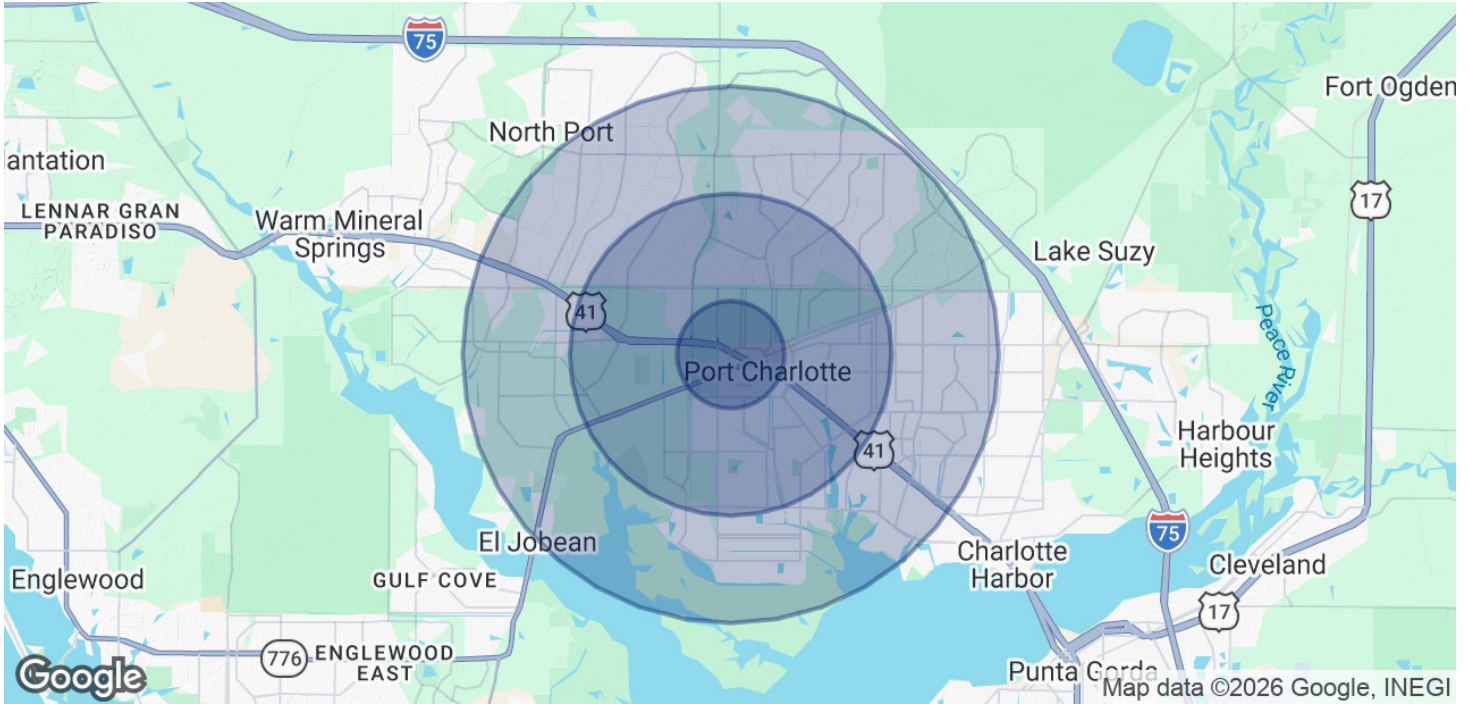 75
Fort Ogden
North Port
antation
17
LENNAR GRAN
PARADISO
Warm Mineral
Springs
Lake Suzy
41
Peace River
Port Charlotte
Harbour
Heights
41
75
El Jobean
Charlotte
Harbor
Cleveland
Englewood
GULF COVE
17
776
ENGLEWOOD
EAST
Punta Gorda
Google
Map data ©2026 Google, INEGI